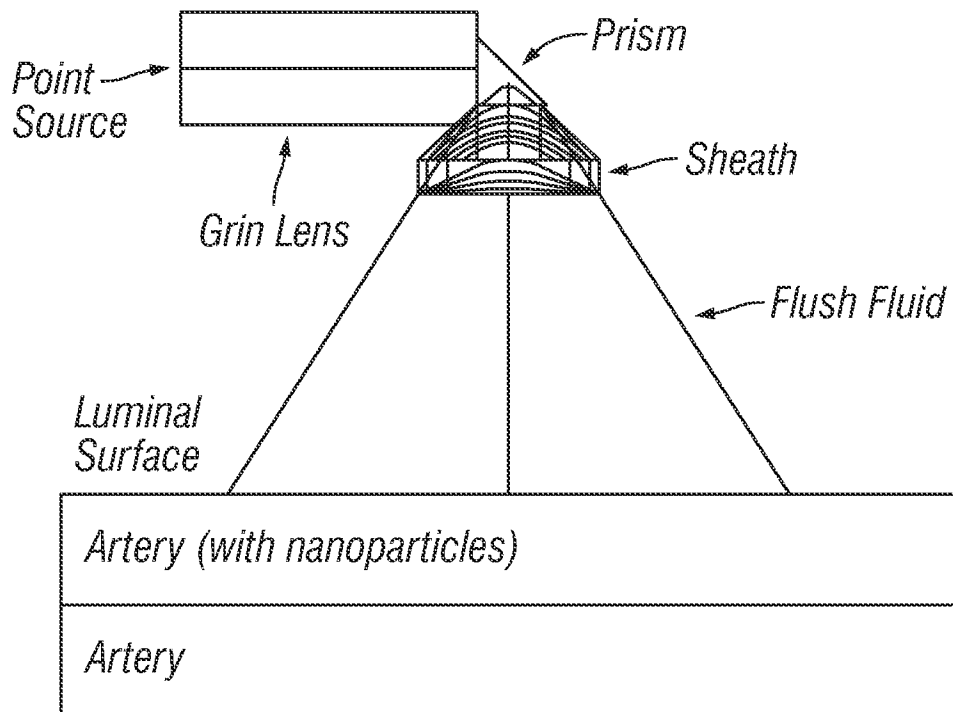 Prism
Point
Source
Sheath
Grin Lens
Flush Fluid
Luminal
Surface
Artery (with nanoparticles)
Artery